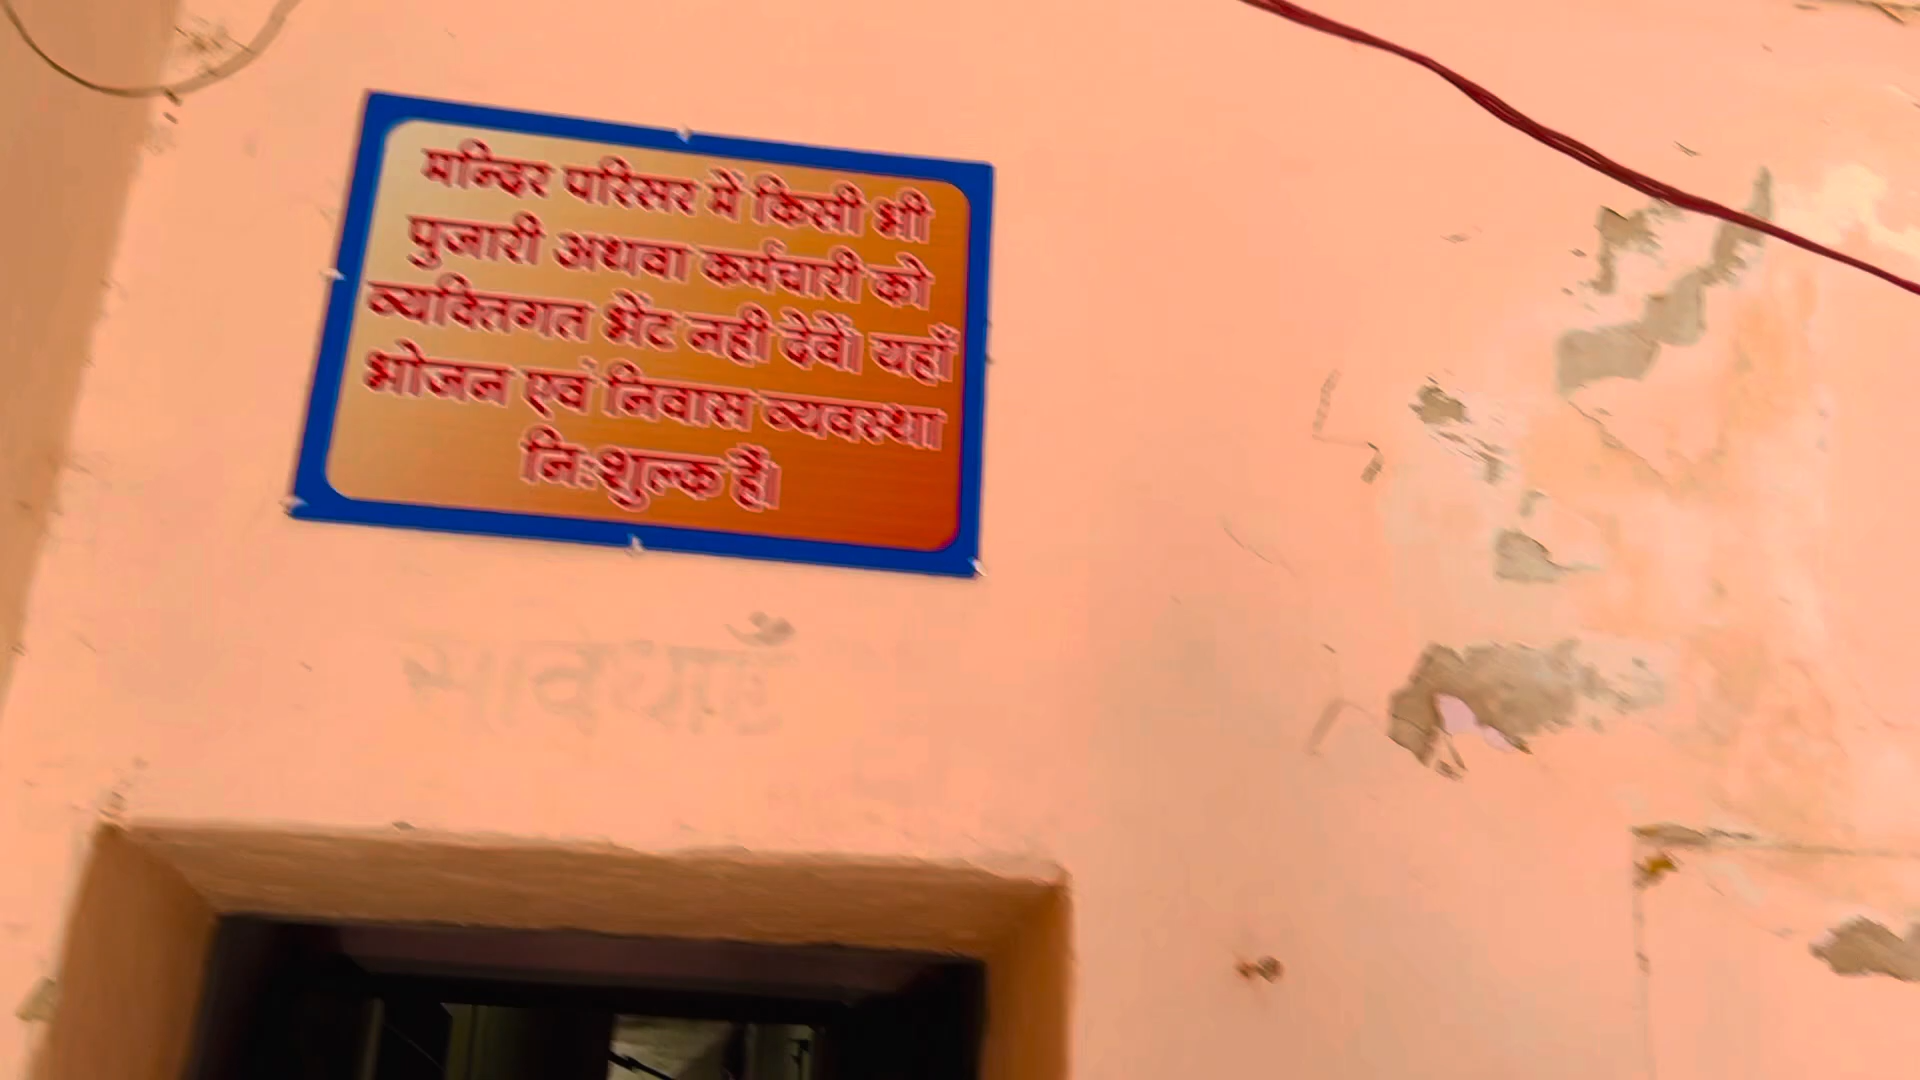 मन्दिर परिसर में किसी भी
पुजारी अथवा कर्मचारी को
व्यक्तिगत भेंट नही देवें। यहाँ
भोजन एवं निवास व्यवस्था
नि:शुल्क है।